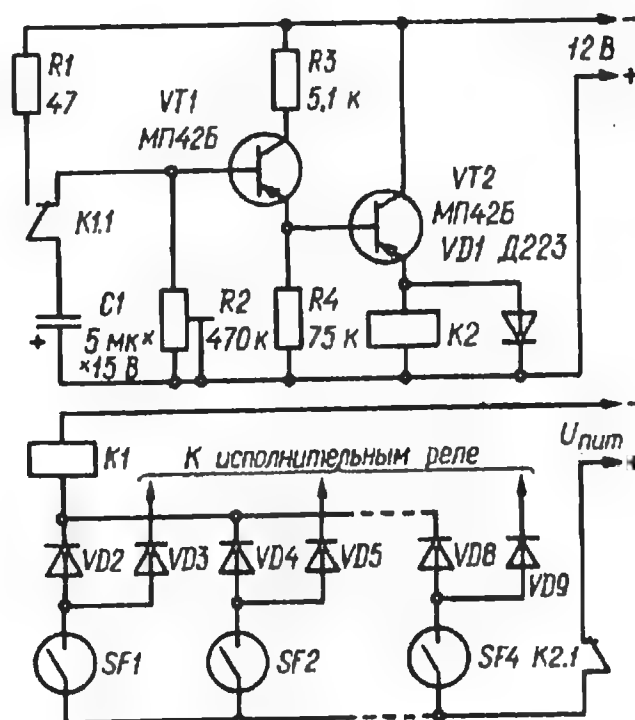 12 В
R1
47
R3
5,1 к
VT1
МП42Б
VT2
МП42Б
VD1 Д223
K1.1
C1
5 мк×
×15 В
R2
470 к
R4
75 к
K2
K1
К исполнительным реле
Uпит
VD2
VD3
VD4
VD5
VD8
VD9
SF1
SF2
SF4
K2.1